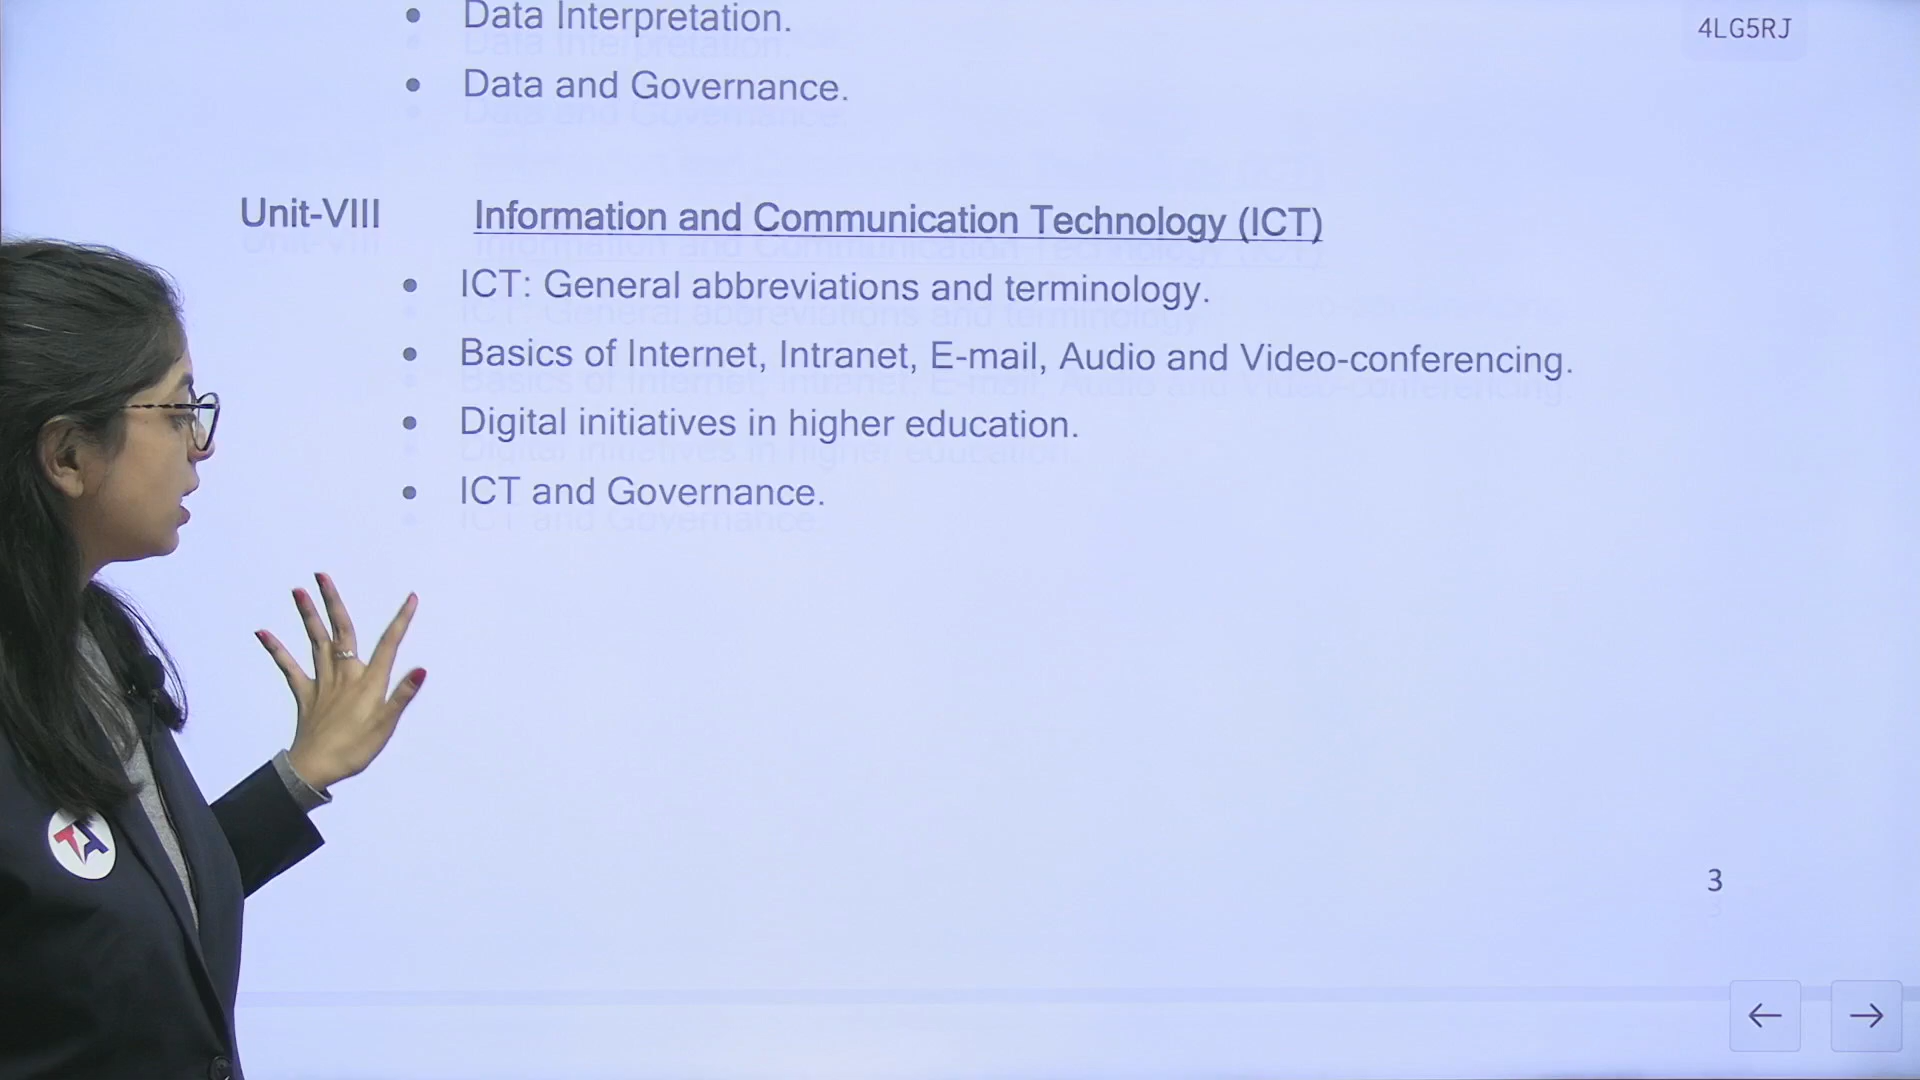 Data Interpretation.
4LG5RJ
Data and Governance.
Unit-VIII Information and Communication Technology (ICT)
ICT: General abbreviations and terminology.
Basics of Internet, Intranet, E-mail, Audio and Video-conferencing.
Digital initiatives in higher education.
ICT and Governance.
TA
3